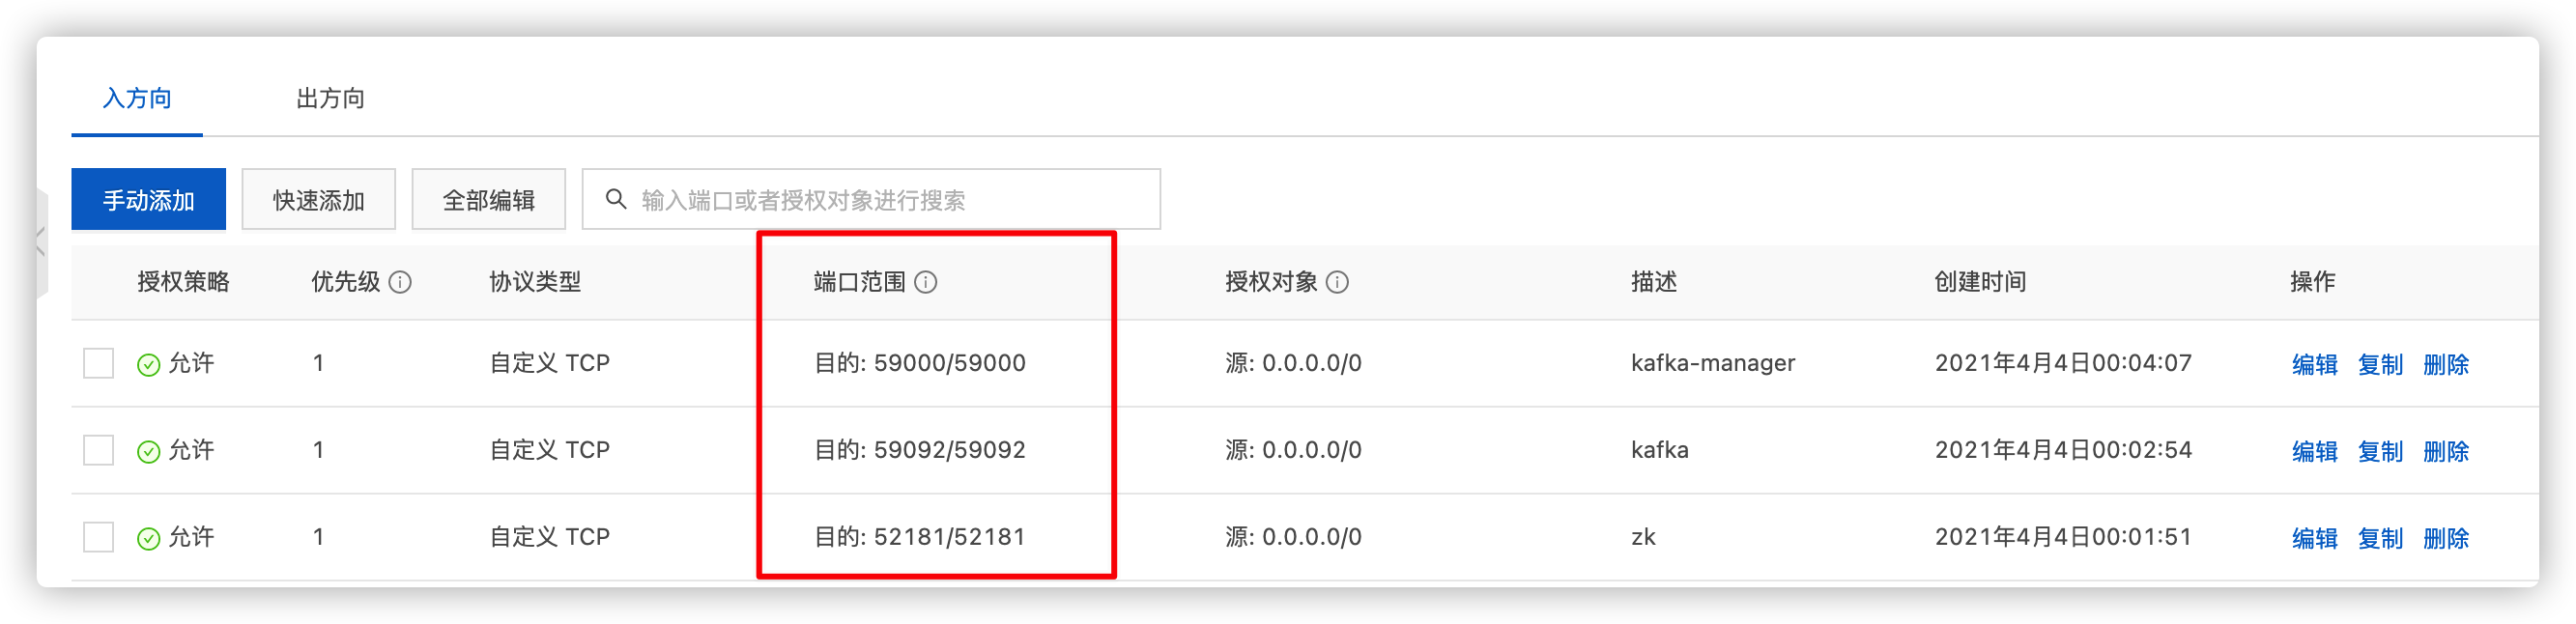 入方向 出方向
手动添加 快速添加 全部编辑 输入端口或者授权对象进行搜索
授权策略 优先级 协议类型 端口范围 授权对象 描述 创建时间 操作
允许 1 自定义 TCP 目的: 59000/59000 源: 0.0.0.0/0 kafka-manager 2021年4月4日00:04:07 编辑 复制 删除
允许 1 自定义 TCP 目的: 59092/59092 源: 0.0.0.0/0 kafka 2021年4月4日00:02:54 编辑 复制 删除
允许 1 自定义 TCP 目的: 52181/52181 源: 0.0.0.0/0 zk 2021年4月4日00:01:51 编辑 复制 删除